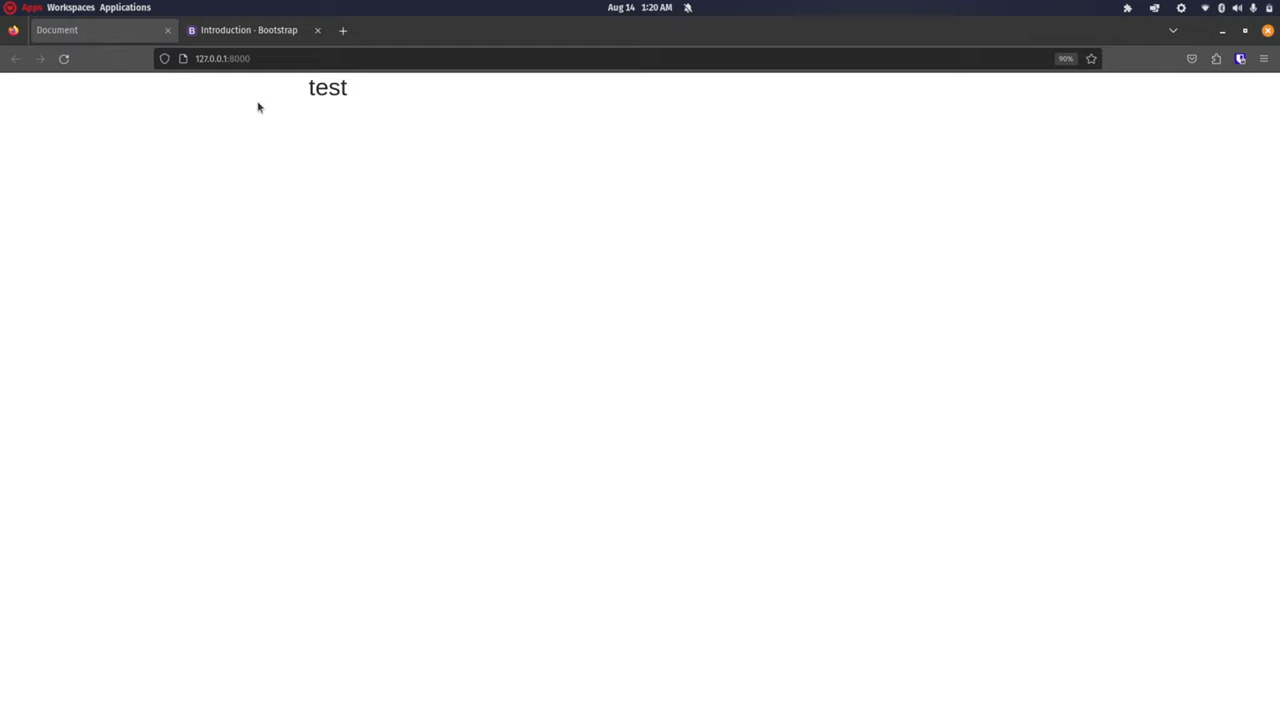 Apps Workspaces Applications
Aug 14 1:20 AM
Document
B Introduction · Bootstrap
127.0.0.1:8000
90%
test